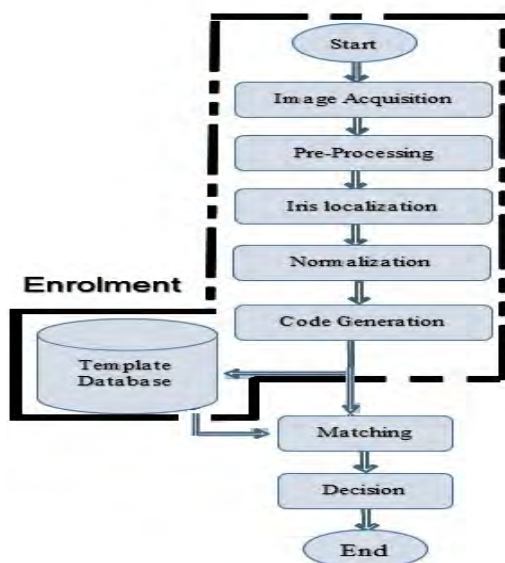 Start
Image Acquisition
Pre-Processing
Iris localization
Normalization
Enrolment
Code Generation
Template
Database
Matching
Decision
End